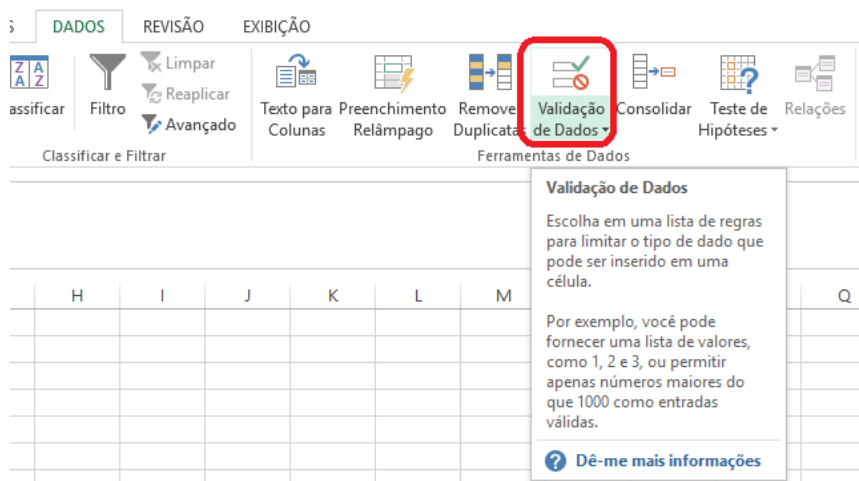 S DADOS REVISÃO EXIBIÇÃO
Z A
A Z
assificar
Filtro
Limpar
Reaplicar
Avançado
Texto para
Colunas
Preenchimento
Relâmpago
Remove
Duplicatas
Validação
de Dados
Consolidar
Teste de
Hipóteses
Relações
Classificar e Filtrar
Ferramentas de Dados
Validação de Dados
Escolha em uma lista de regras
para limitar o tipo de dado que
pode ser inserido em uma
célula.
Por exemplo, você pode
fornecer uma lista de valores,
como 1, 2 e 3, ou permitir
apenas números maiores do
que 1000 como entradas
válidas.
? Dê-me mais informações
H I J K L M Q